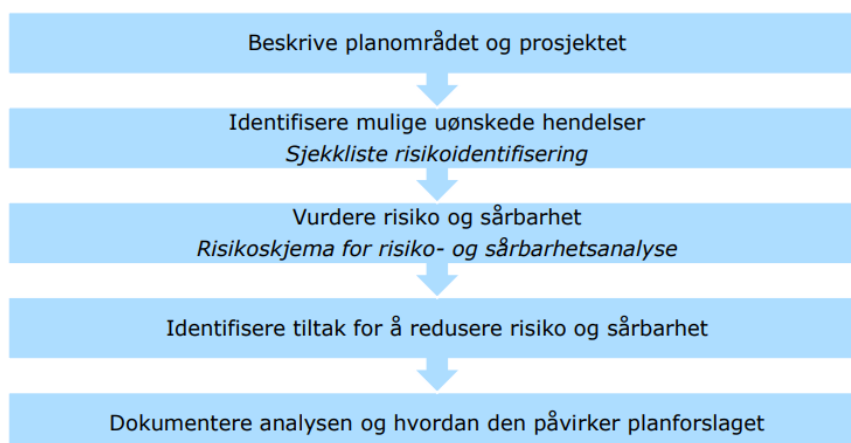 Beskrive planområdet og prosjektet
Identifisere mulige uønskede hendelser
Sjekkliste risikoidentifisering
Vurdere risiko og sårbarhet
Risikoskjema for risiko- og sårbarhetsanalyse
Identifisere tiltak for å redusere risiko og sårbarhet
Dokumentere analysen og hvordan den påvirker planforslaget